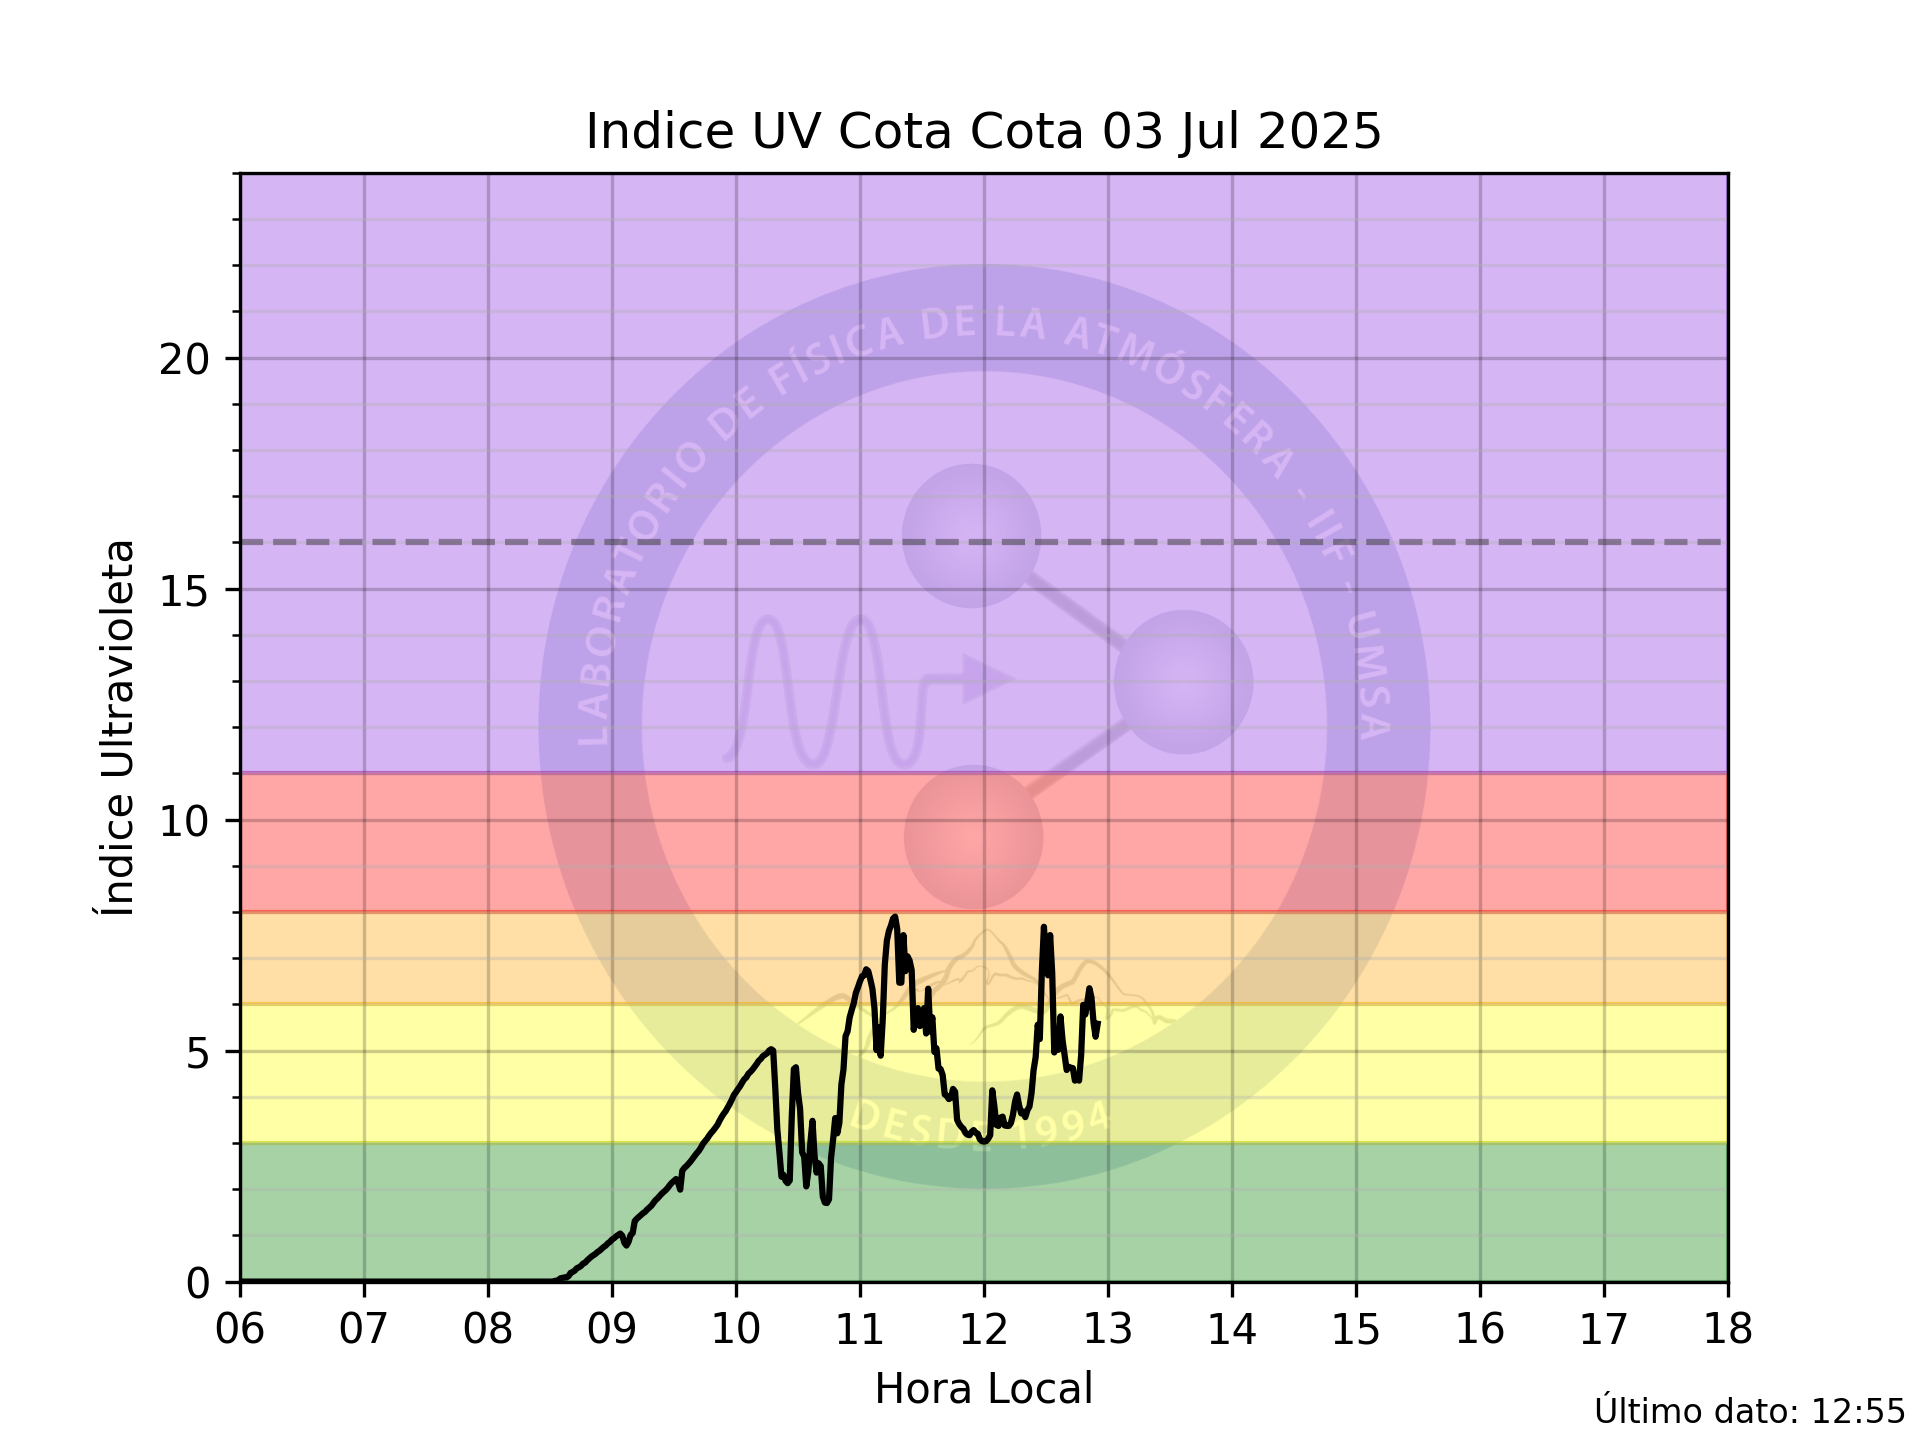 Indice UV Cota Cota 03 Jul 2025
LABORATORIO DE FÍSICA DE LA ATMÓSFERA - IIF - UMSA
DESDE 1994
Índice Ultravioleta
20
15
10
5
0
06 07 08 09 10 11 12 13 14 15 16 17 18
Hora Local
Último dato: 12:55